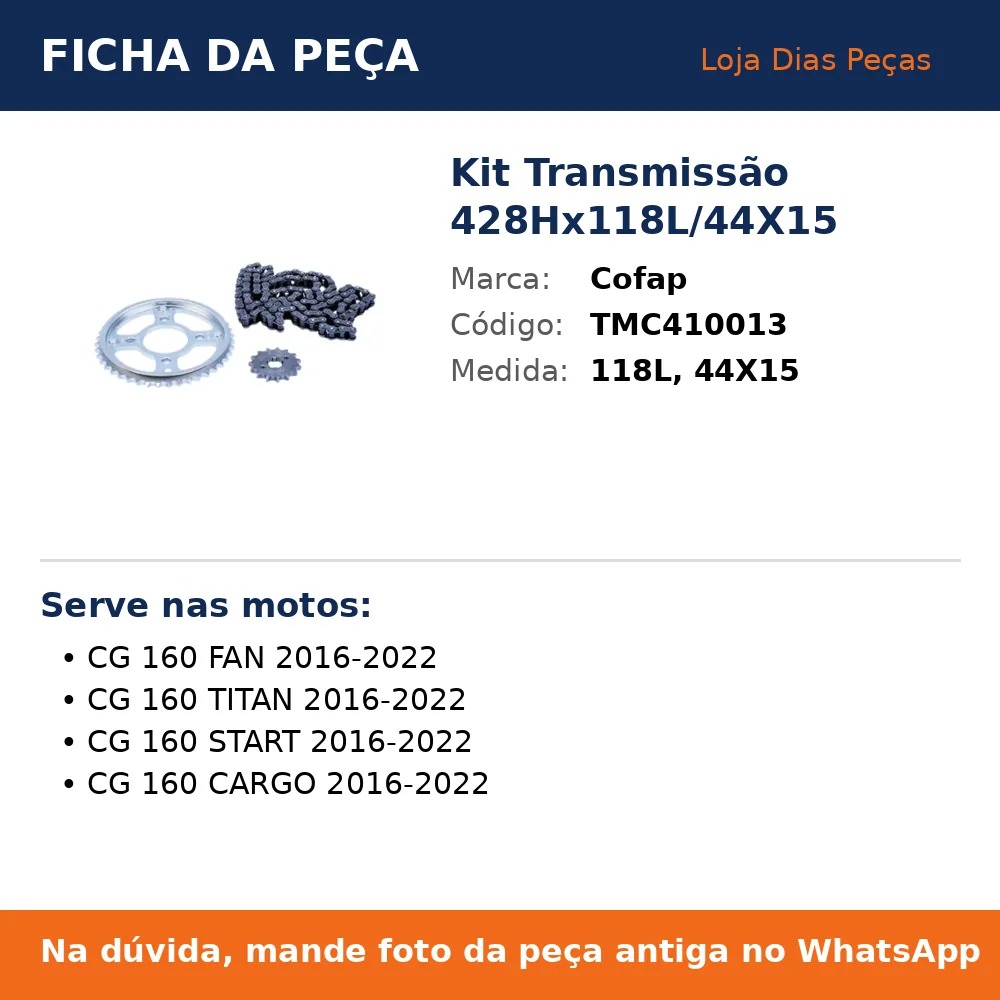 FICHA DA PEÇA
Loja Dias Peças
Kit Transmissão
428Hx118L/44X15
Marca: Cofap
Código: TMC410013
Medida: 118L, 44X15
Serve nas motos:
• CG 160 FAN 2016-2022
• CG 160 TITAN 2016-2022
• CG 160 START 2016-2022
• CG 160 CARGO 2016-2022
Na dúvida, mande foto da peça antiga no WhatsApp